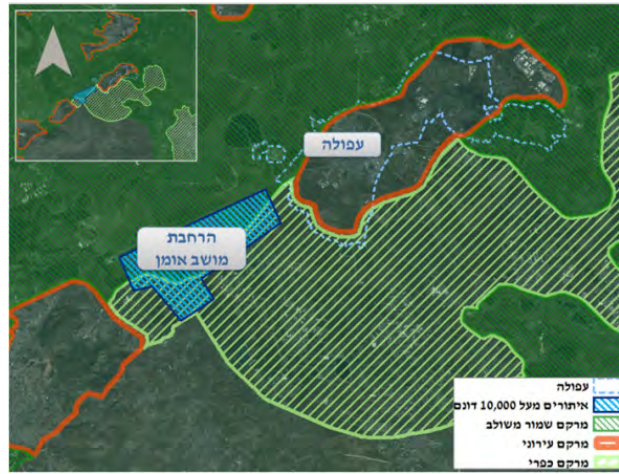 עפולה
הרחבת
מושב אומן
עפולה
איתורים מעל 10,000 דונם
מרקם שמור משולב
מרקם עירוני
מרקם כפרי